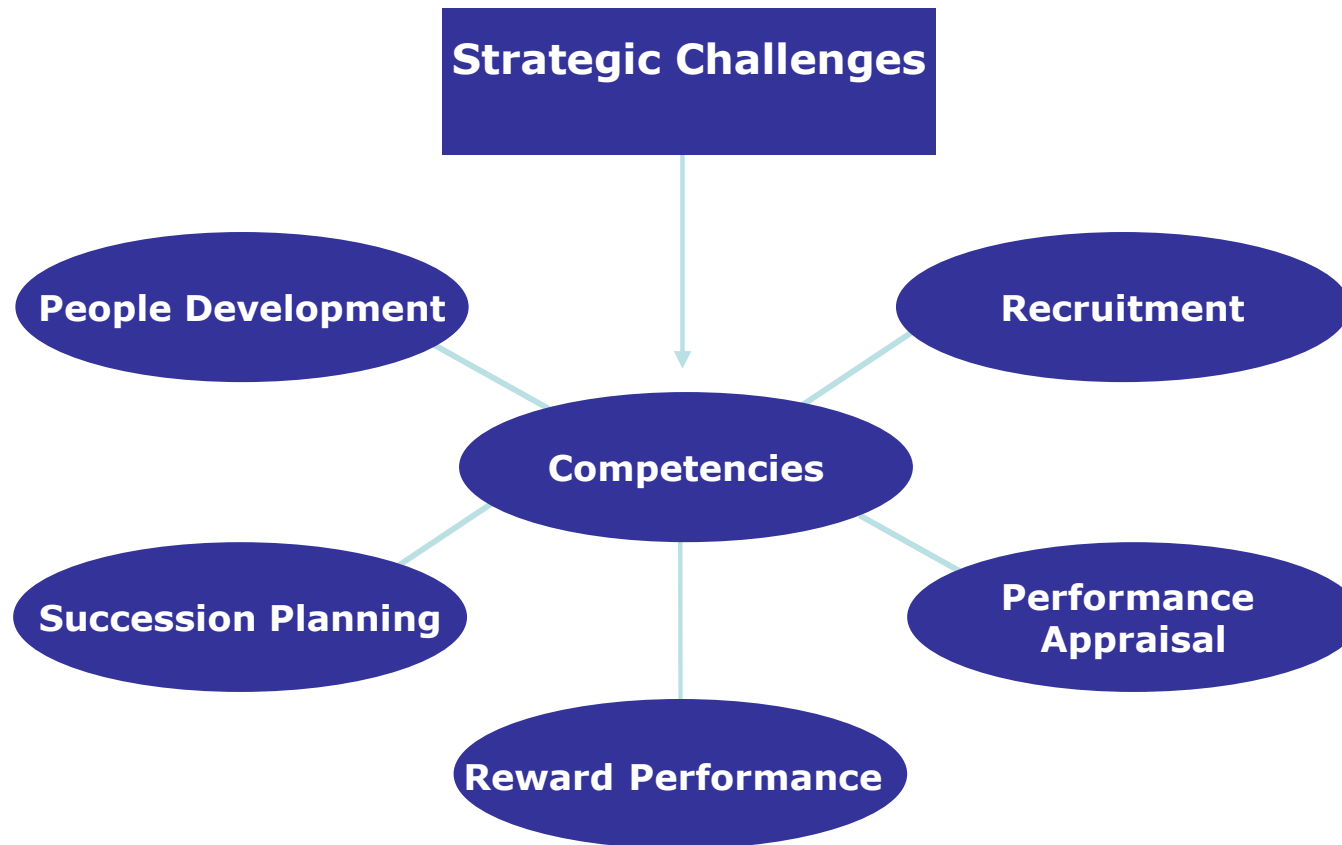 Strategic Challenges
People Development
Recruitment
Competencies
Succession Planning
Performance
Appraisal
Reward Performance